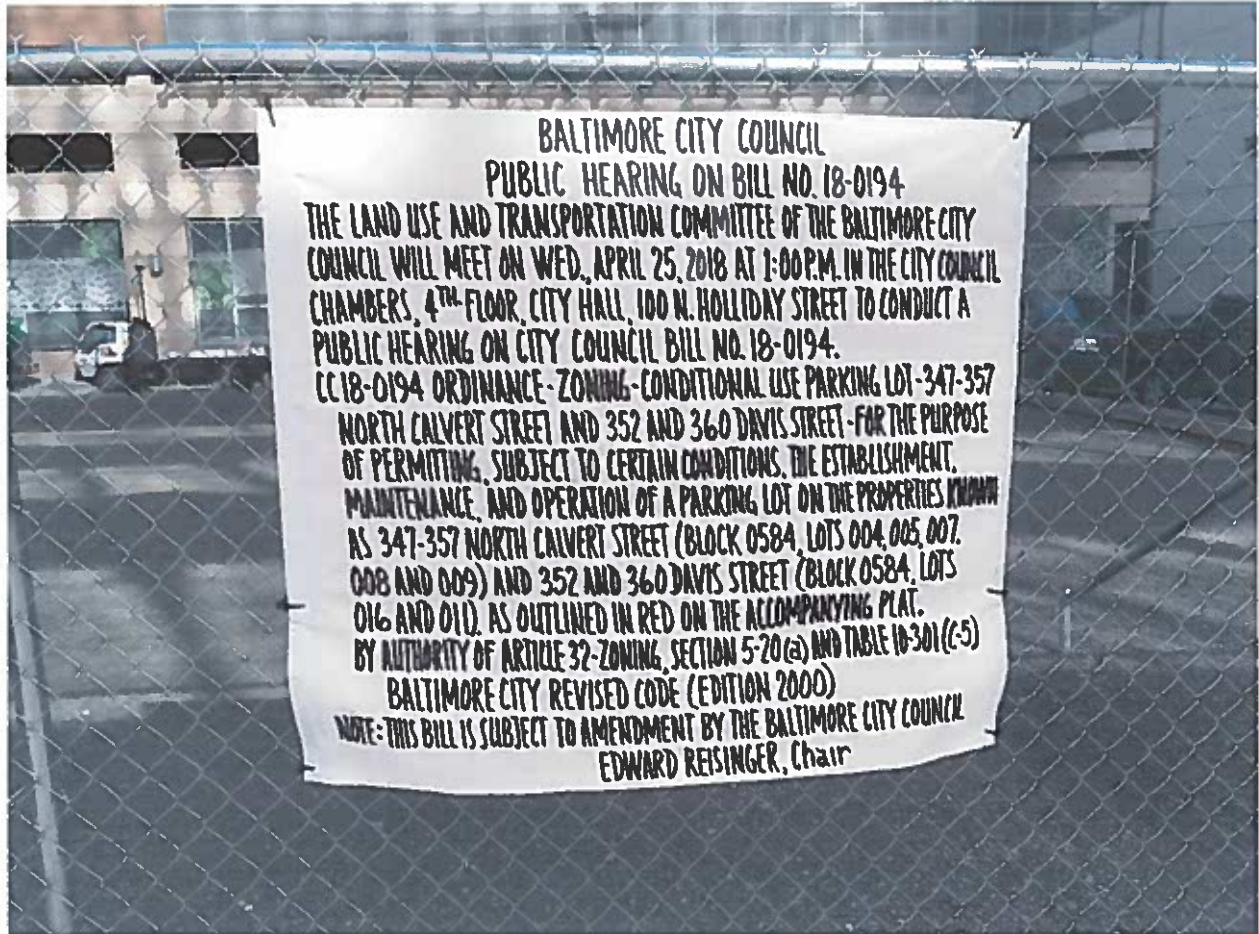 BALTIMORE CITY COUNCIL
PUBLIC HEARING ON BILL NO. 18-0194
THE LAND USE AND TRANSPORTATION COMMITTEE OF THE BALTIMORE CITY
COUNCIL WILL MEET ON WED., APRIL 25, 2018 AT 1:00 P.M. IN THE CITY COUNCIL
CHAMBERS, 4TH FLOOR, CITY HALL, 100 N. HOLLIDAY STREET TO CONDUCT A
PUBLIC HEARING ON CITY COUNCIL BILL NO. 18-0194.
CC 18-0194 ORDINANCE - ZONING - CONDITIONAL USE PARKING LOT - 347-357
NORTH CALVERT STREET AND 352 AND 360 DAVIS STREET - FOR THE PURPOSE
OF PERMITTING, SUBJECT TO CERTAIN CONDITIONS, THE ESTABLISHMENT,
MAINTENANCE, AND OPERATION OF A PARKING LOT ON THE PROPERTIES KNOWN
AS 347-357 NORTH CALVERT STREET (BLOCK 0584, LOTS 004, 005, 007,
008 AND 009) AND 352 AND 360 DAVIS STREET (BLOCK 0584, LOTS
016 AND 011), AS OUTLINED IN RED ON THE ACCOMPANYING PLAT.
BY AUTHORITY OF ARTICLE 32-ZONING, SECTION 5-20(a) AND TABLE 10-301 (C-5)
BALTIMORE CITY REVISED CODE (EDITION 2000)
NOTE: THIS BILL IS SUBJECT TO AMENDMENT BY THE BALTIMORE CITY COUNCIL
EDWARD REISINGER, Chair